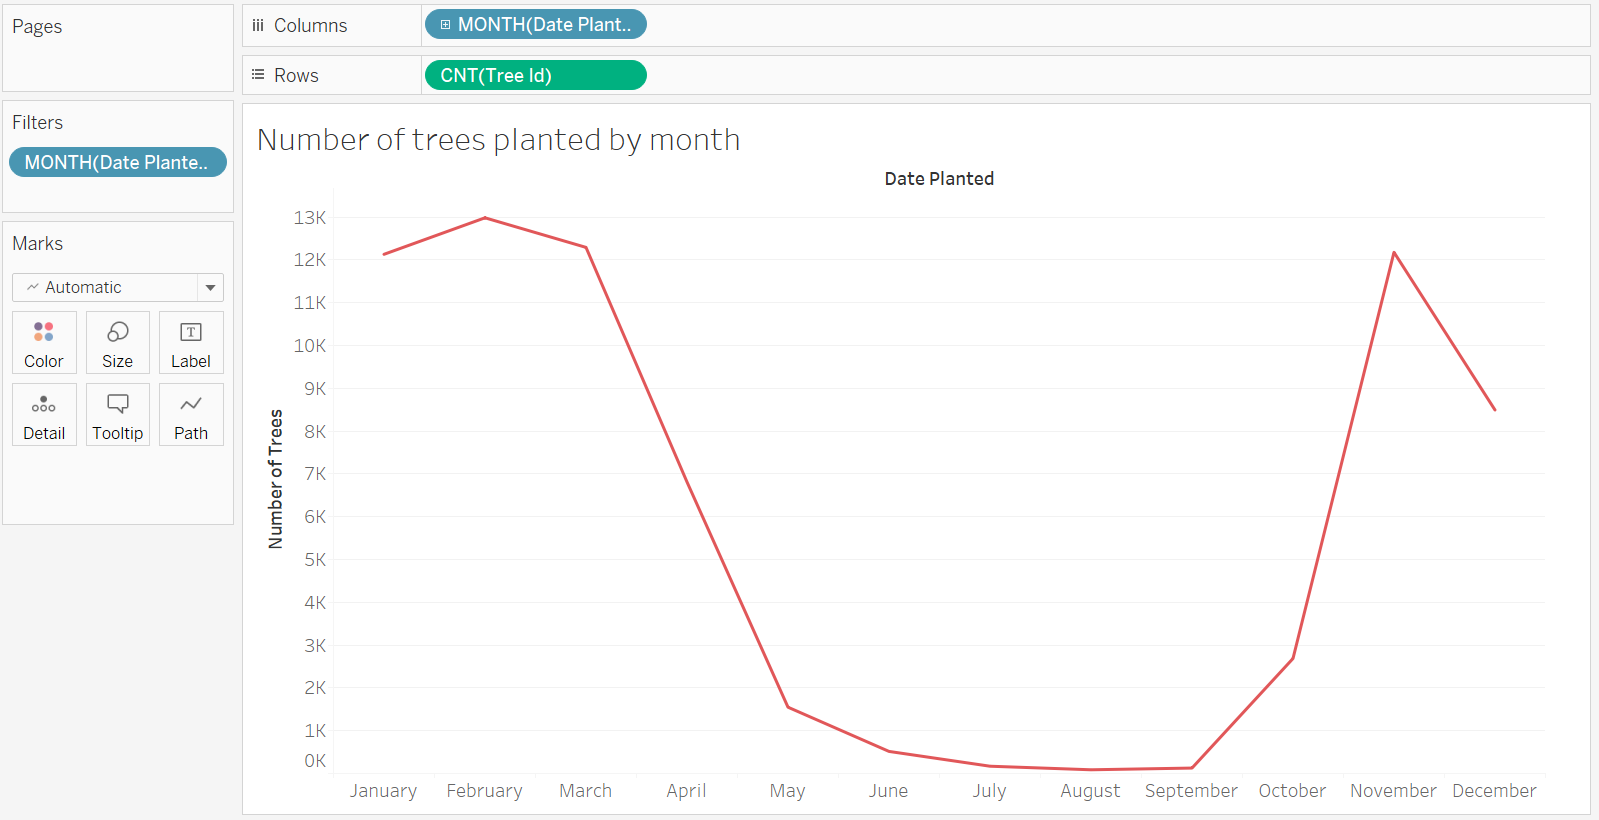 Pages
Columns
MONTH(Date Plant..
Rows
CNT(Tree Id)
Filters
MONTH(Date Plante..
Marks
Automatic
Color
Size
T
Label
Detail
Tooltip
Path
Number of trees planted by month
Date Planted
Number of Trees
13K
12K
11K
10K
9K
8K
7K
6K
5K
4K
3K
2K
1K
0K
January February March April May June July August September October November December